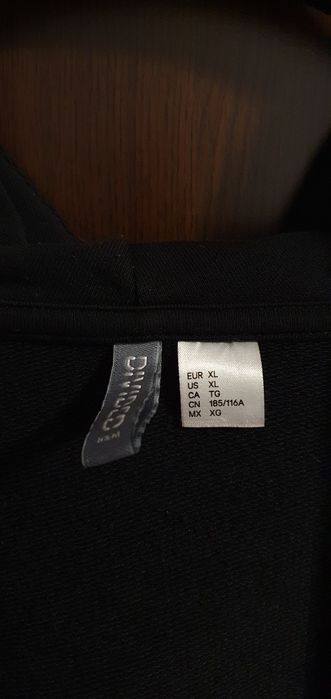 DIVIDED
H&M
EUR XL
US XL
CA TG
CN 185/116A
MX XG